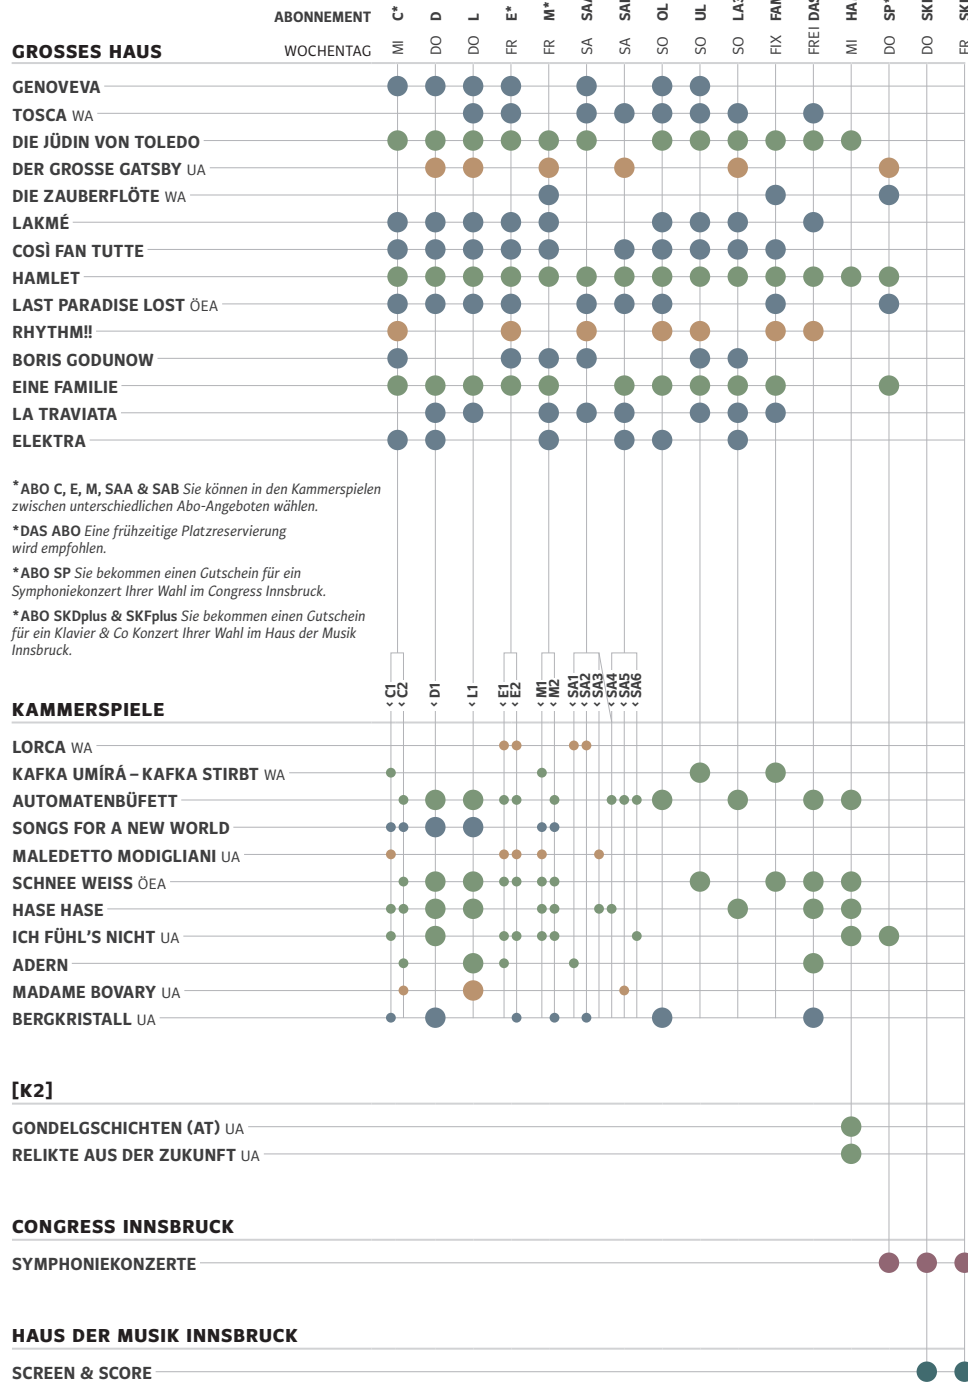 ABONNEMENT C* D L E* M* OL UL
GROSSES HAUS WOCHENTAG MI DO DO FR FR SA SA SO SO SO FIX FREI MI DO DO FR
GENOVEVA
TOSCA WA
DIE JÜDIN VON TOLEDO
DER GROSSE GATSBY UA
DIE ZAUBERFLÖTE WA
LAKMÉ
COSÌ FAN TUTTE
HAMLET
LAST PARADISE LOST ÖEA
RHYTHM!!
BORIS GODUNOW
EINE FAMILIE
LA TRAVIATA
ELEKTRA
*ABO C, E, M, SAA & SAB Sie können in den Kammerspielen
zwischen unterschiedlichen Abo-Angeboten wählen.
*DAS ABO Eine frühzeitige Platzreservierung
wird empfohlen.
*ABO SP Sie bekommen einen Gutschein für ein
Symphoniekonzert Ihrer Wahl im Congress Innsbruck.
*ABO SKDplus & SKFplus Sie bekommen einen Gutschein
für ein Klavier & Co Konzert Ihrer Wahl im Haus der Musik
Innsbruck.
KAMMERSPIELE ‹ C1 ‹ C2 ‹ D1 ‹ L1 ‹ E1 ‹ E2 ‹ M1 ‹ M2 ‹ SA1 ‹ SA2 ‹ SA3 ‹ SA4 ‹ SA5 ‹ SA6
LORCA WA
KAFKA UMÍRÁ – KAFKA STIRBT WA
AUTOMATENBÜFETT
SONGS FOR A NEW WORLD
MALEDETTO MODIGLIANI UA
SCHNEE WEISS ÖEA
HASE HASE
ICH FÜHL'S NICHT UA
ADERN
MADAME BOVARY UA
BERGKRISTALL UA
[K2]
GONDELGSCHICHTEN (AT) UA
RELIKTE AUS DER ZUKUNFT UA
CONGRESS INNSBRUCK
SYMPHONIEKONZERTE
HAUS DER MUSIK INNSBRUCK
SCREEN & SCORE